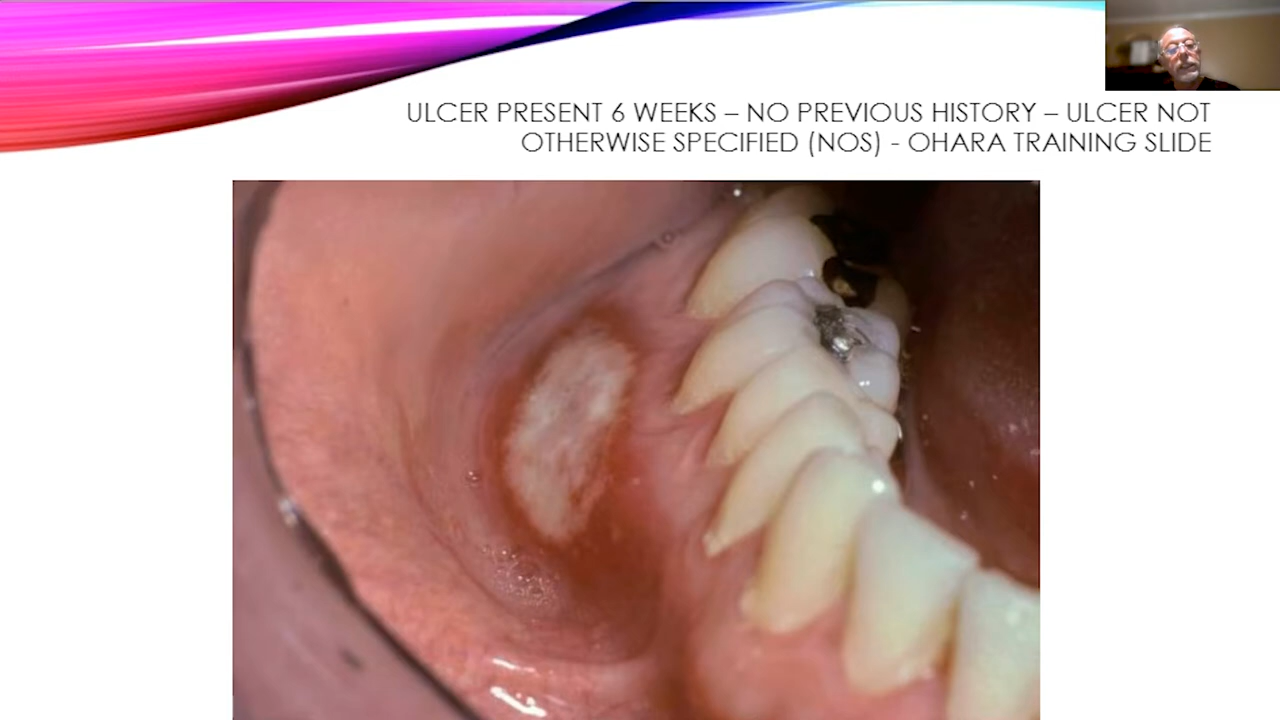 ULCER PRESENT 6 WEEKS – NO PREVIOUS HISTORY – ULCER NOT
OTHERWISE SPECIFIED (NOS) - OHARA TRAINING SLIDE